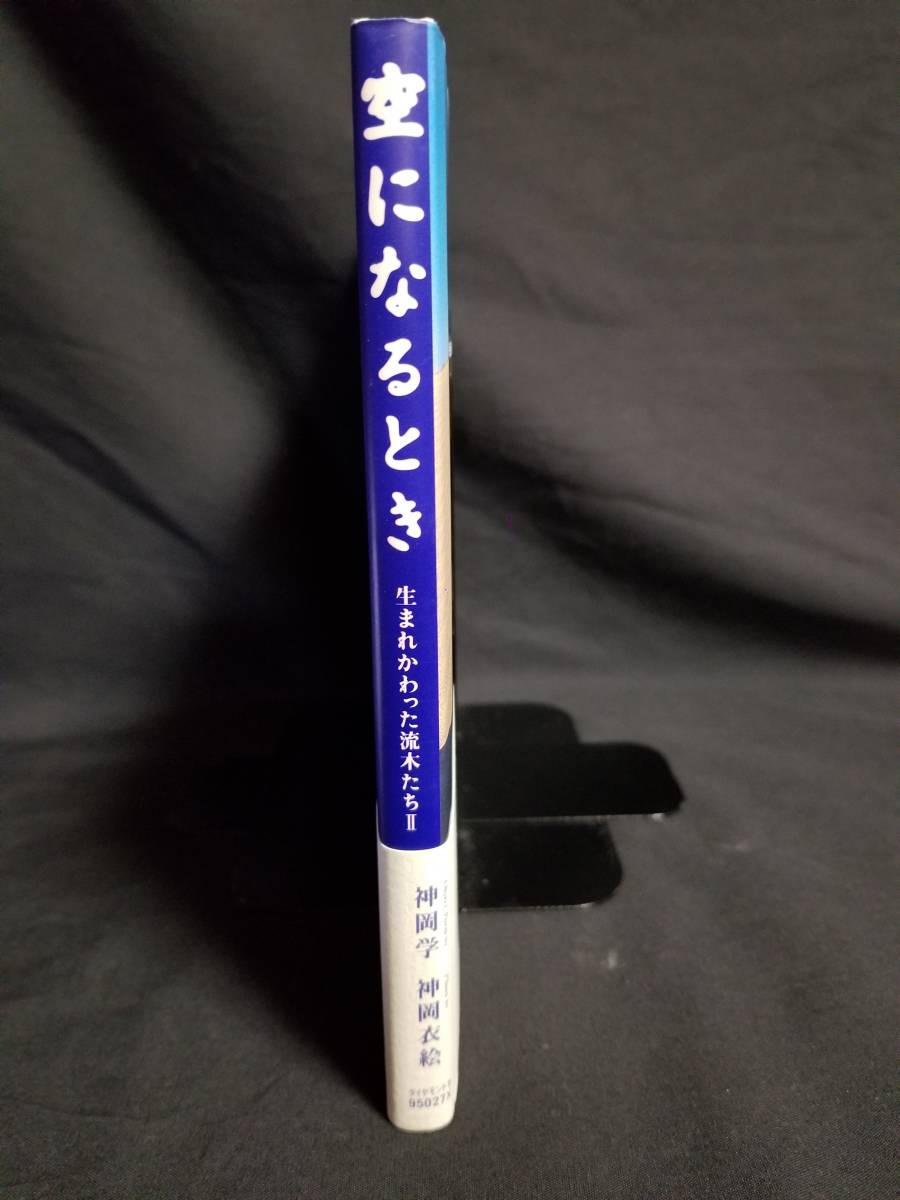 空になるとき
生まれかわった流木たちⅡ
神岡学
神岡衣絵
ダイヤモンド社
95027X